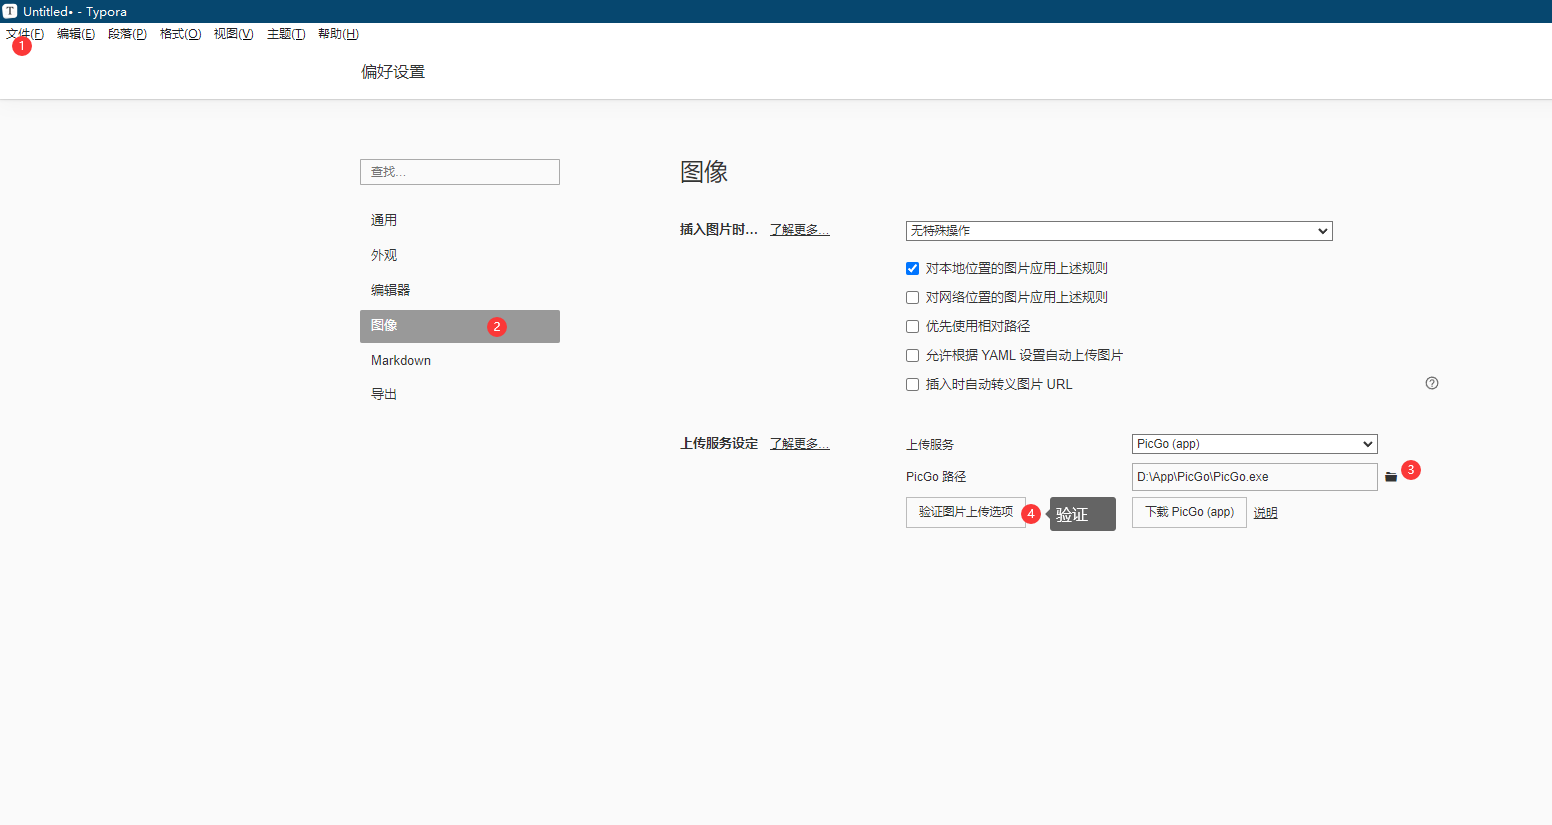 T Untitled• - Typora
文件(F) 编辑(E) 段落(P) 格式(O) 视图(V) 主题(T) 帮助(H)
1
偏好设置
查找...
通用
外观
编辑器
图像 2
Markdown
导出
图像
插入图片时... 了解更多... 无特殊操作
对本地位置的图片应用上述规则
对网络位置的图片应用上述规则
优先使用相对路径
允许根据 YAML 设置自动上传图片
插入时自动转义图片 URL ?
上传服务设定 了解更多... 上传服务 PicGo (app)
PicGo 路径 D:\App\PicGo\PicGo.exe 3
验证图片上传选项 4 验证 下载 PicGo (app) 说明